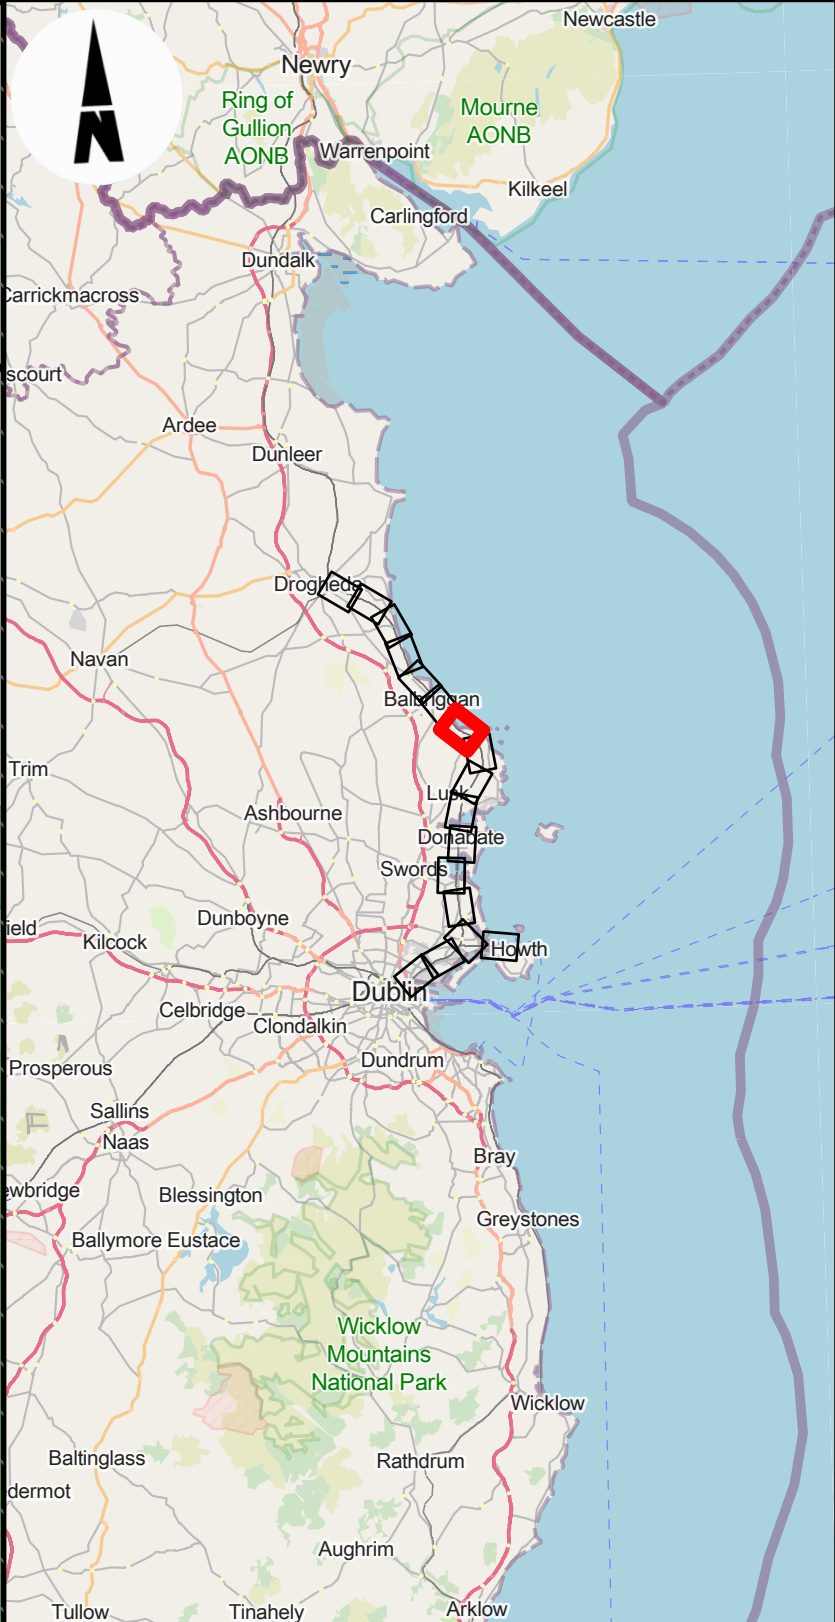 Newcastle
Newry
Ring of
Gullion
AONB
Mourne
AONB
N
Warrenpoint
Kilkeel
Carlingford
Dundalk
Carrickmacross
scourt
Ardee
Dunleer
Drogheda
Navan
Balbriggan
Trim
Lusk
Ashbourne
Donabate
Swords
Dunboyne
ield
Kilcock
Howth
Dublin
Celbridge
Clondalkin
Dundrum
Prosperous
Sallins
Naas
Bray
ewbridge
Blessington
Greystones
Ballymore Eustace
Wicklow
Mountains
National Park
Wicklow
Baltinglass
Rathdrum
dermot
Aughrim
Tullow
Tinahely
Arklow